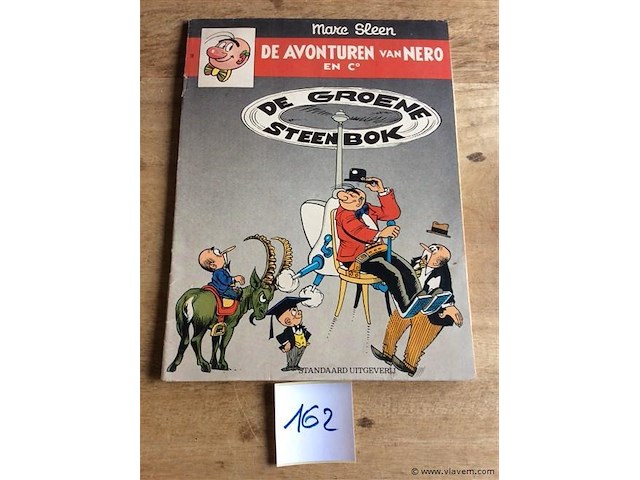 Marc Sleen
DE AVONTUREN VAN NERO
EN Cº
DE GROENE
STEENBOK
STANDAARD UITGEVERIJ
162
© www.vlavem.com